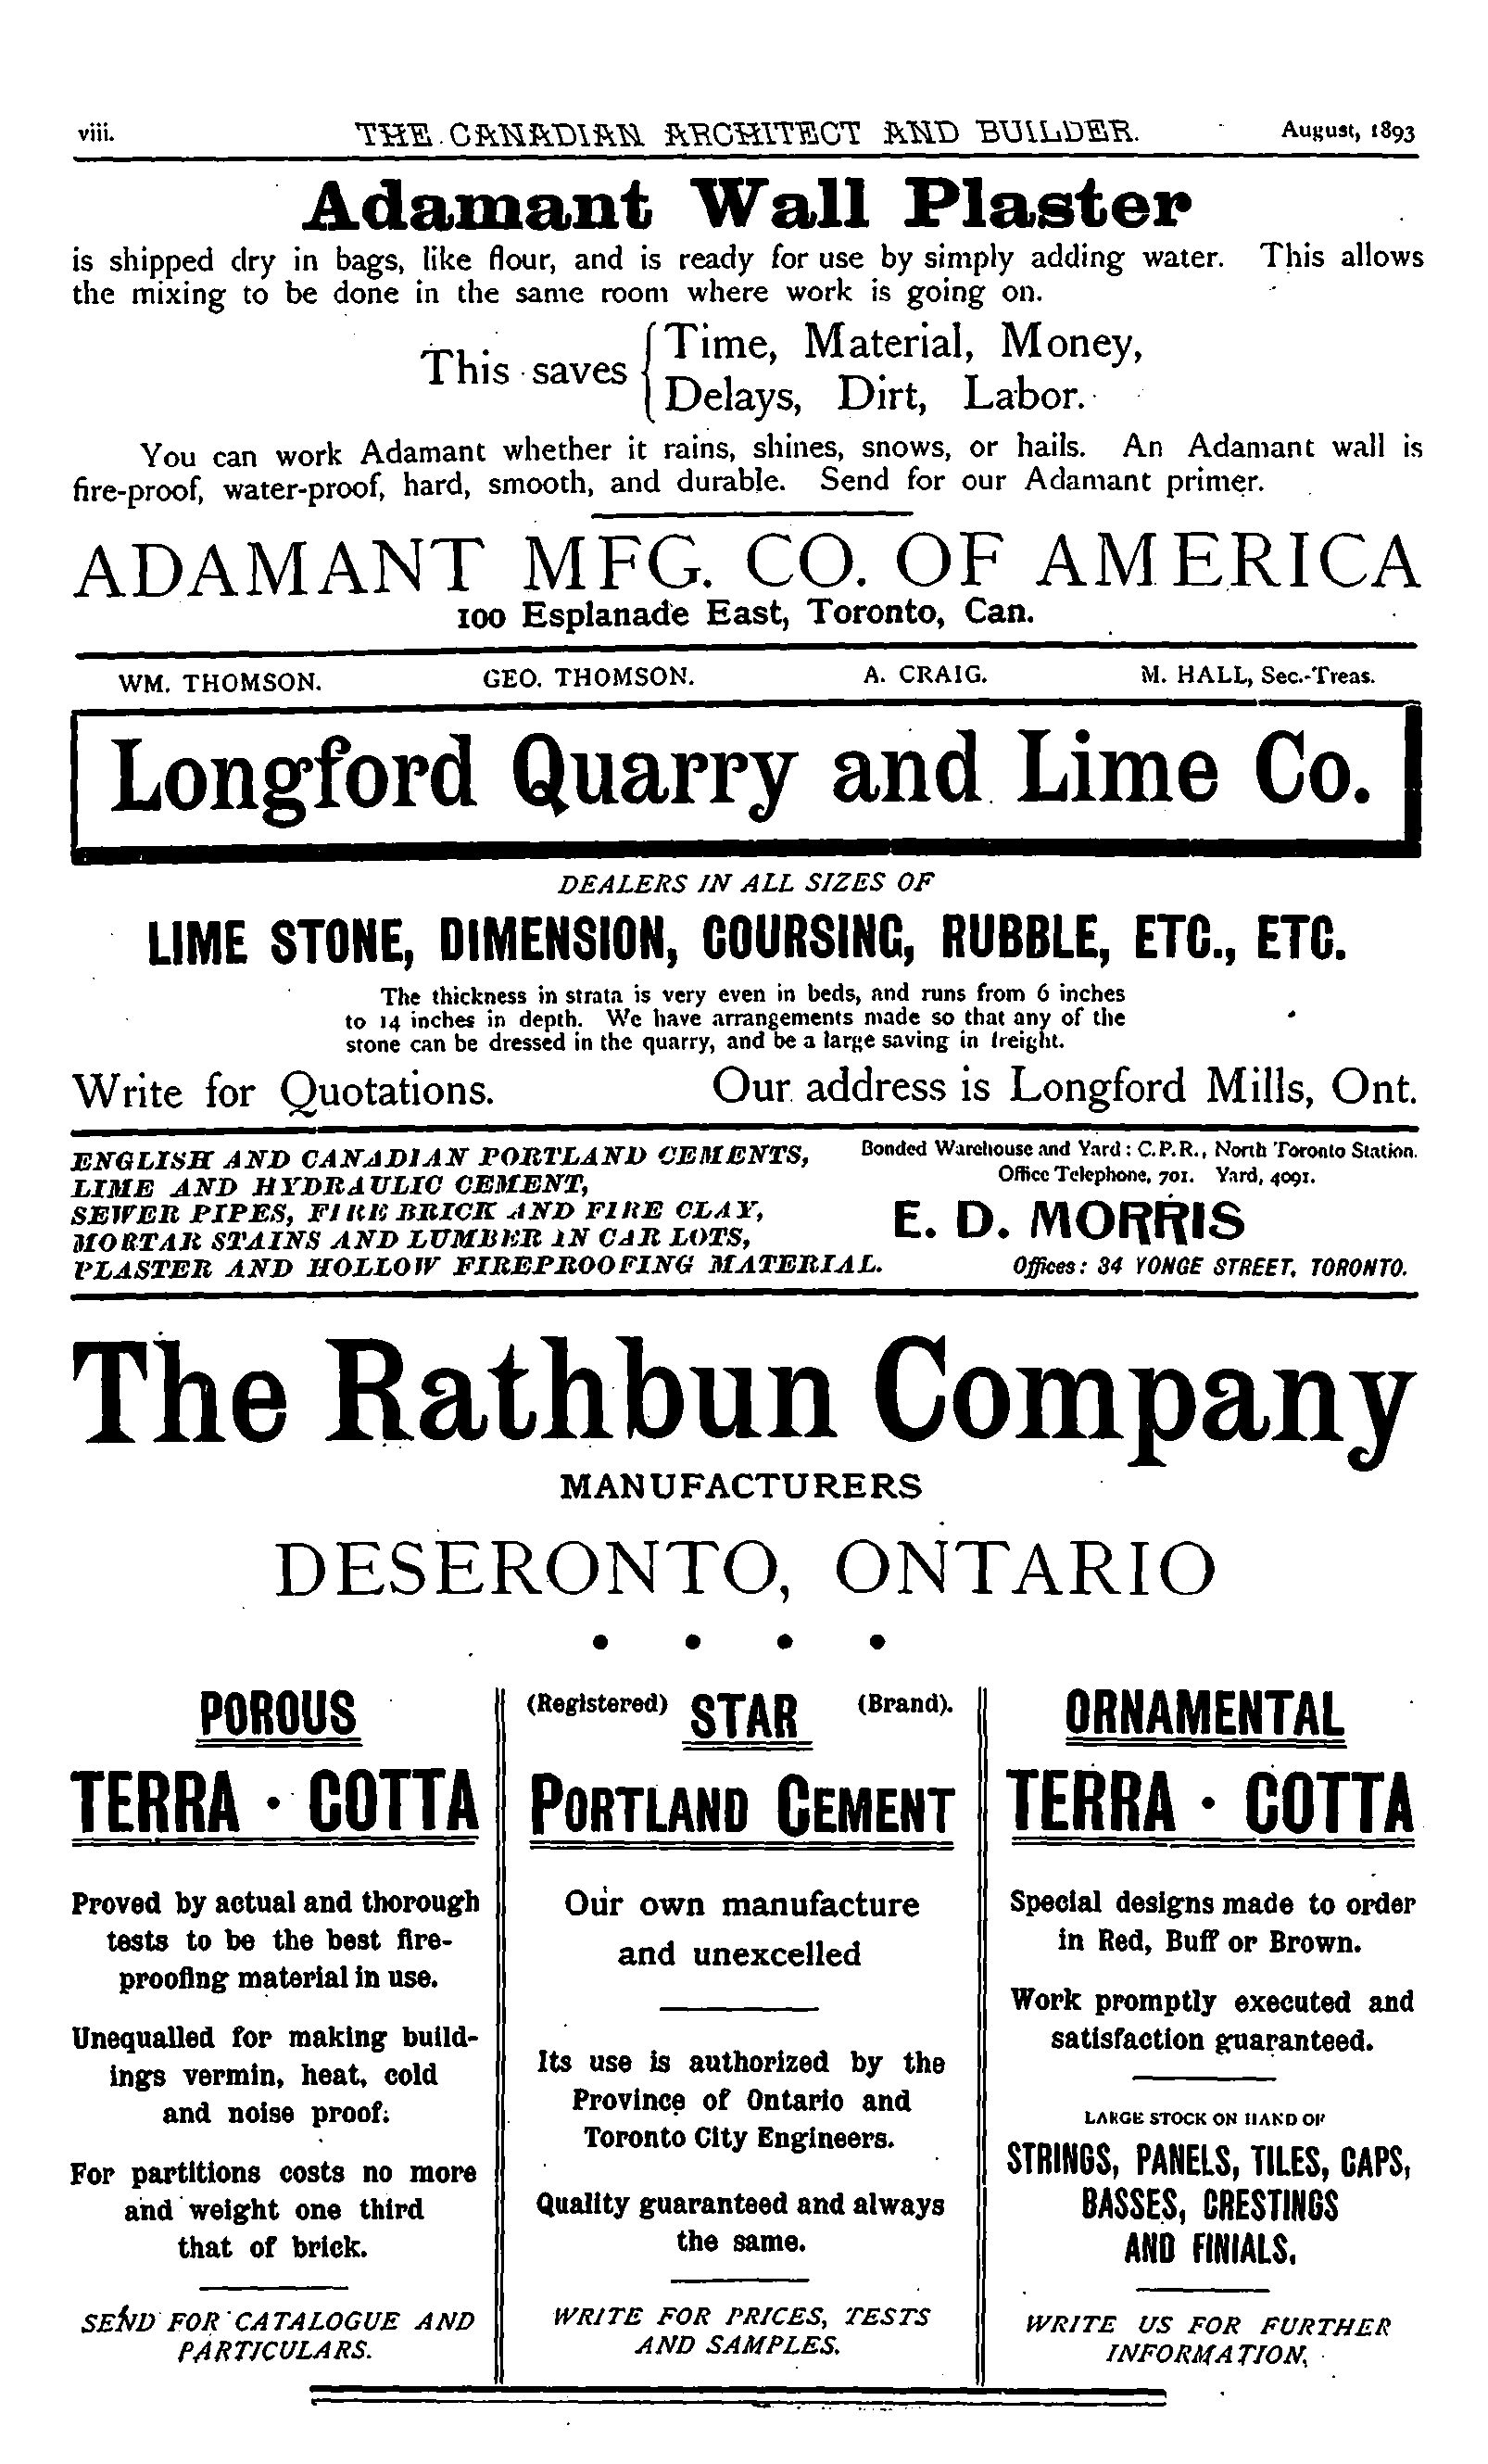 viii.
THE CANADIAN ARCHITECT AND BUILDER.
August, 1893
Adamant Wall Plaster
is shipped dry in bags, like flour, and is ready for use by simply adding water. This allows
the mixing to be done in the same room where work is going on.
This saves { Time, Material, Money,
Delays, Dirt, Labor.
You can work Adamant whether it rains, shines, snows, or hails. An Adamant wall is
fire-proof, water-proof, hard, smooth, and durable. Send for our Adamant primer.
ADAMANT MFG. CO. OF AMERICA
100 Esplanade East, Toronto, Can.
WM. THOMSON. GEO. THOMSON. A. CRAIG. M. HALL, Sec.-Treas.
Longford Quarry and Lime Co.
DEALERS IN ALL SIZES OF
LIME STONE, DIMENSION, COURSING, RUBBLE, ETC., ETC.
The thickness in strata is very even in beds, and runs from 6 inches
to 14 inches in depth. We have arrangements made so that any of the
stone can be dressed in the quarry, and be a large saving in freight.
Write for Quotations. Our address is Longford Mills, Ont.
ENGLISH AND CANADIAN PORTLAND CEMENTS,
LIME AND HYDRAULIC CEMENT,
SEWER PIPES, FIRE BRICK AND FIRE CLAY,
MORTAR STAINS AND LUMBER IN CAR LOTS,
PLASTER AND HOLLOW FIREPROOFING MATERIAL.
Bonded Warehouse and Yard : C.P.R., North Toronto Station.
Office Telephone, 701. Yard, 4091.
E. D. MORRIS
Offices: 34 YONGE STREET, TORONTO.
The Rathbun Company
MANUFACTURERS
DESERONTO, ONTARIO
• • • •
POROUS
TERRA · COTTA
Proved by actual and thorough
tests to be the best fire-
proofing material in use.
Unequalled for making build-
ings vermin, heat, cold
and noise proof.
For partitions costs no more
and weight one third
that of brick.
SEND FOR CATALOGUE AND
PARTICULARS.
(Registered) STAR (Brand).
PORTLAND CEMENT
Our own manufacture
and unexcelled
Its use is authorized by the
Province of Ontario and
Toronto City Engineers.
Quality guaranteed and always
the same.
WRITE FOR PRICES, TESTS
AND SAMPLES.
ORNAMENTAL
TERRA · COTTA
Special designs made to order
in Red, Buff or Brown.
Work promptly executed and
satisfaction guaranteed.
LARGE STOCK ON HAND OF
STRINGS, PANELS, TILES, CAPS,
BASSES, CRESTINGS
AND FINIALS.
WRITE US FOR FURTHER
INFORMATION.